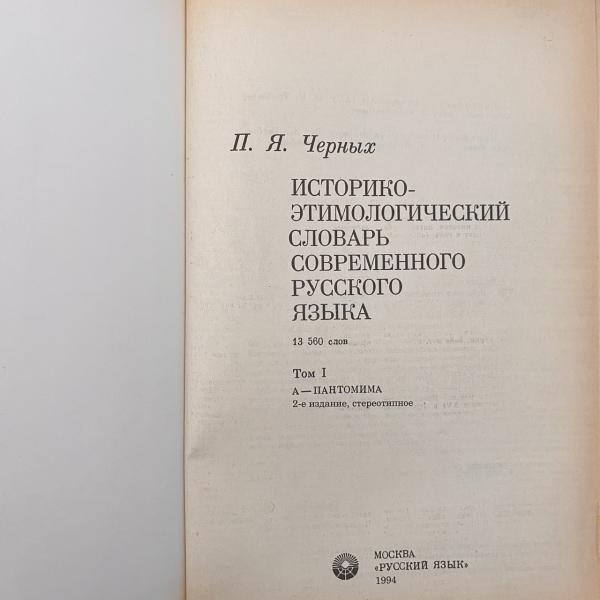 П. Я. Черных
ИСТОРИКО-
ЭТИМОЛОГИЧЕСКИЙ
СЛОВАРЬ
СОВРЕМЕННОГО
РУССКОГО
ЯЗЫКА
13 560 слов
Том I
А—ПАНТОМИМА
2-е издание, стереотипное
МОСКВА
«РУССКИЙ ЯЗЫК»
1994